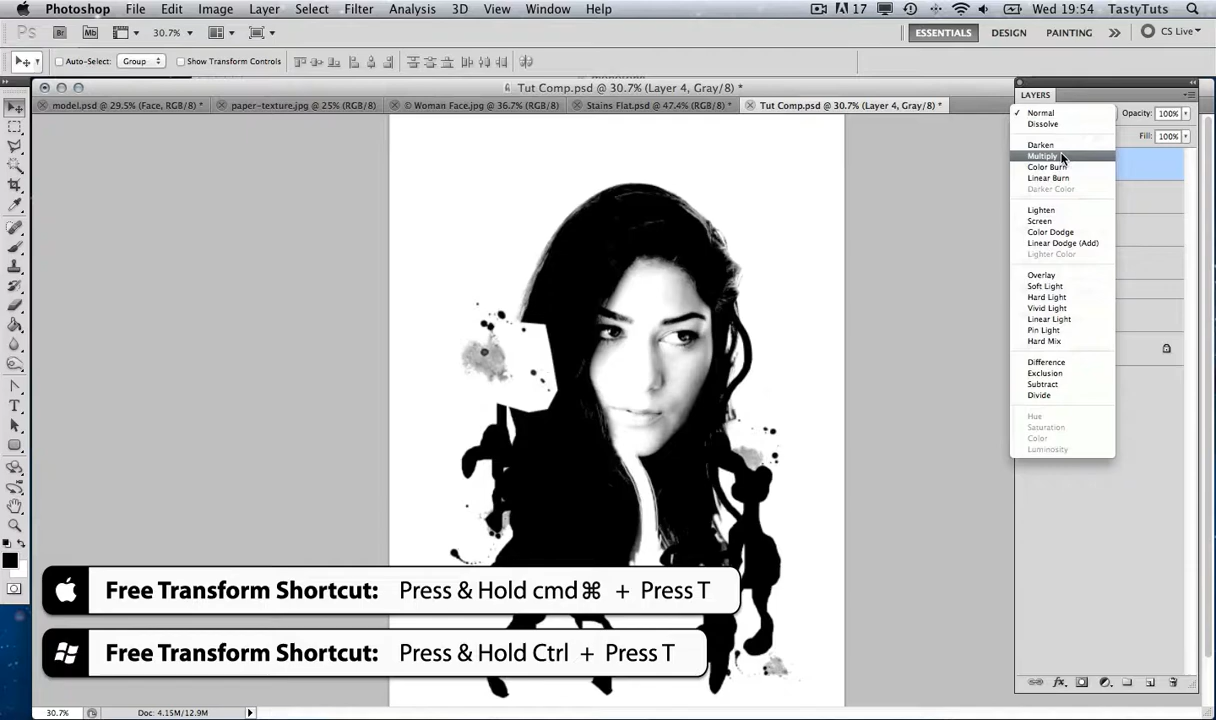 Photoshop File Edit Image Layer Select Filter Analysis 3D View Window Help 17 Wed 19:54 TastyTuts
Ps Br Mb 30.7% ESSENTIALS DESIGN PAINTING >> CS Live
Auto-Select: Group Show Transform Controls
Tut Comp.psd @ 30.7% (Layer 4, Gray/8) *
model.psd @ 29.5% (Face, RGB/8) * paper-texture.jpg @ 25% (RGB/8) © Woman Face.jpg @ 36.7% (RGB/8) Stains Flat.psd @ 47.4% (RGB/8) * Tut Comp.psd @ 30.7% (Layer 4, Gray/8) *
LAYERS
Normal Opacity: 100%
Dissolve
Fill: 100%
Darken
Multiply
Color Burn
Linear Burn
Darker Color
Lighten
Screen
Color Dodge
Linear Dodge (Add)
Lighter Color
Overlay
Soft Light
Hard Light
Vivid Light
Linear Light
Pin Light
Hard Mix
Difference
Exclusion
Subtract
Divide
Hue
Saturation
Color
Luminosity
Free Transform Shortcut: Press & Hold cmd⌘ + Press T
Free Transform Shortcut: Press & Hold Ctrl + Press T
30.7% Doc: 4.15M/12.9M